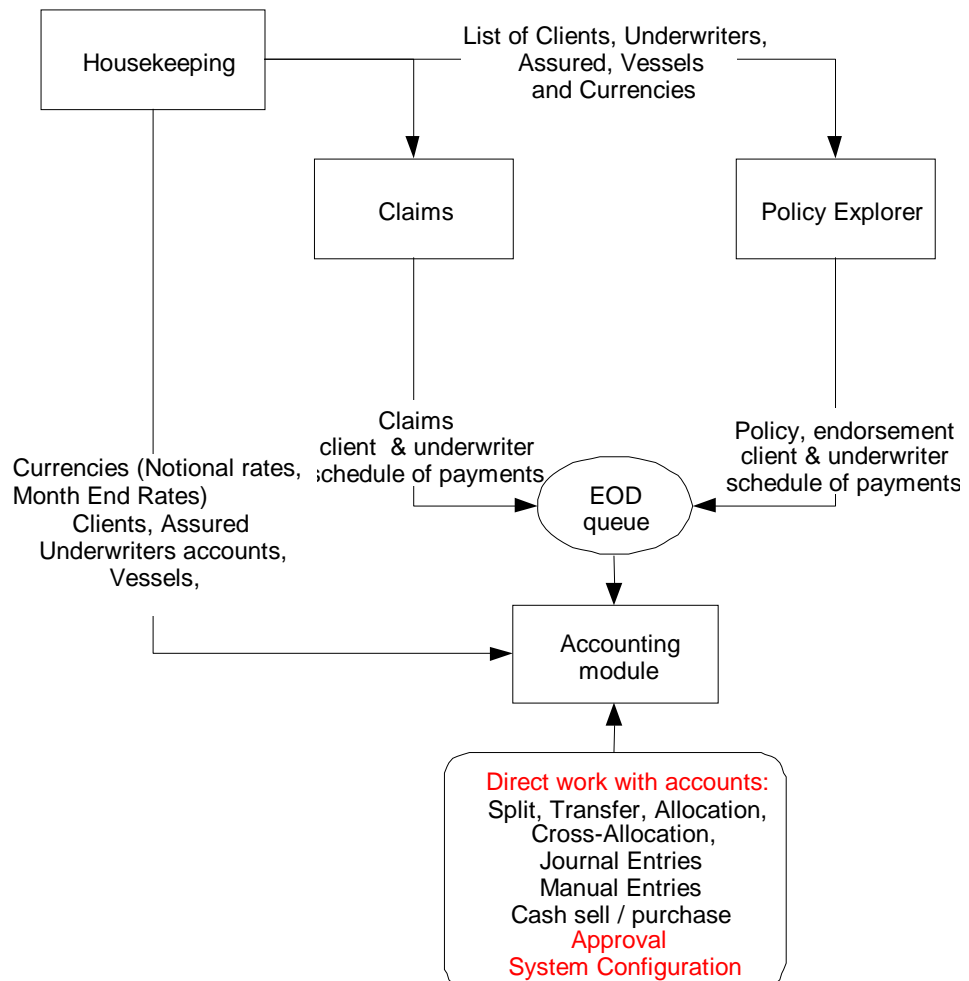 Housekeeping
List of Clients, Underwriters,
Assured, Vessels
and Currencies
Claims
Policy Explorer
Claims
client & underwriter
schedule of payments
Policy, endorsement
client & underwriter
schedule of payments
Currencies (Notional rates,
Month End Rates)
Clients, Assured
Underwriters accounts,
Vessels,
EOD
queue
Accounting
module
Direct work with accounts:
Split, Transfer, Allocation,
Cross-Allocation,
Journal Entries
Manual Entries
Cash sell / purchase
Approval
System Configuration